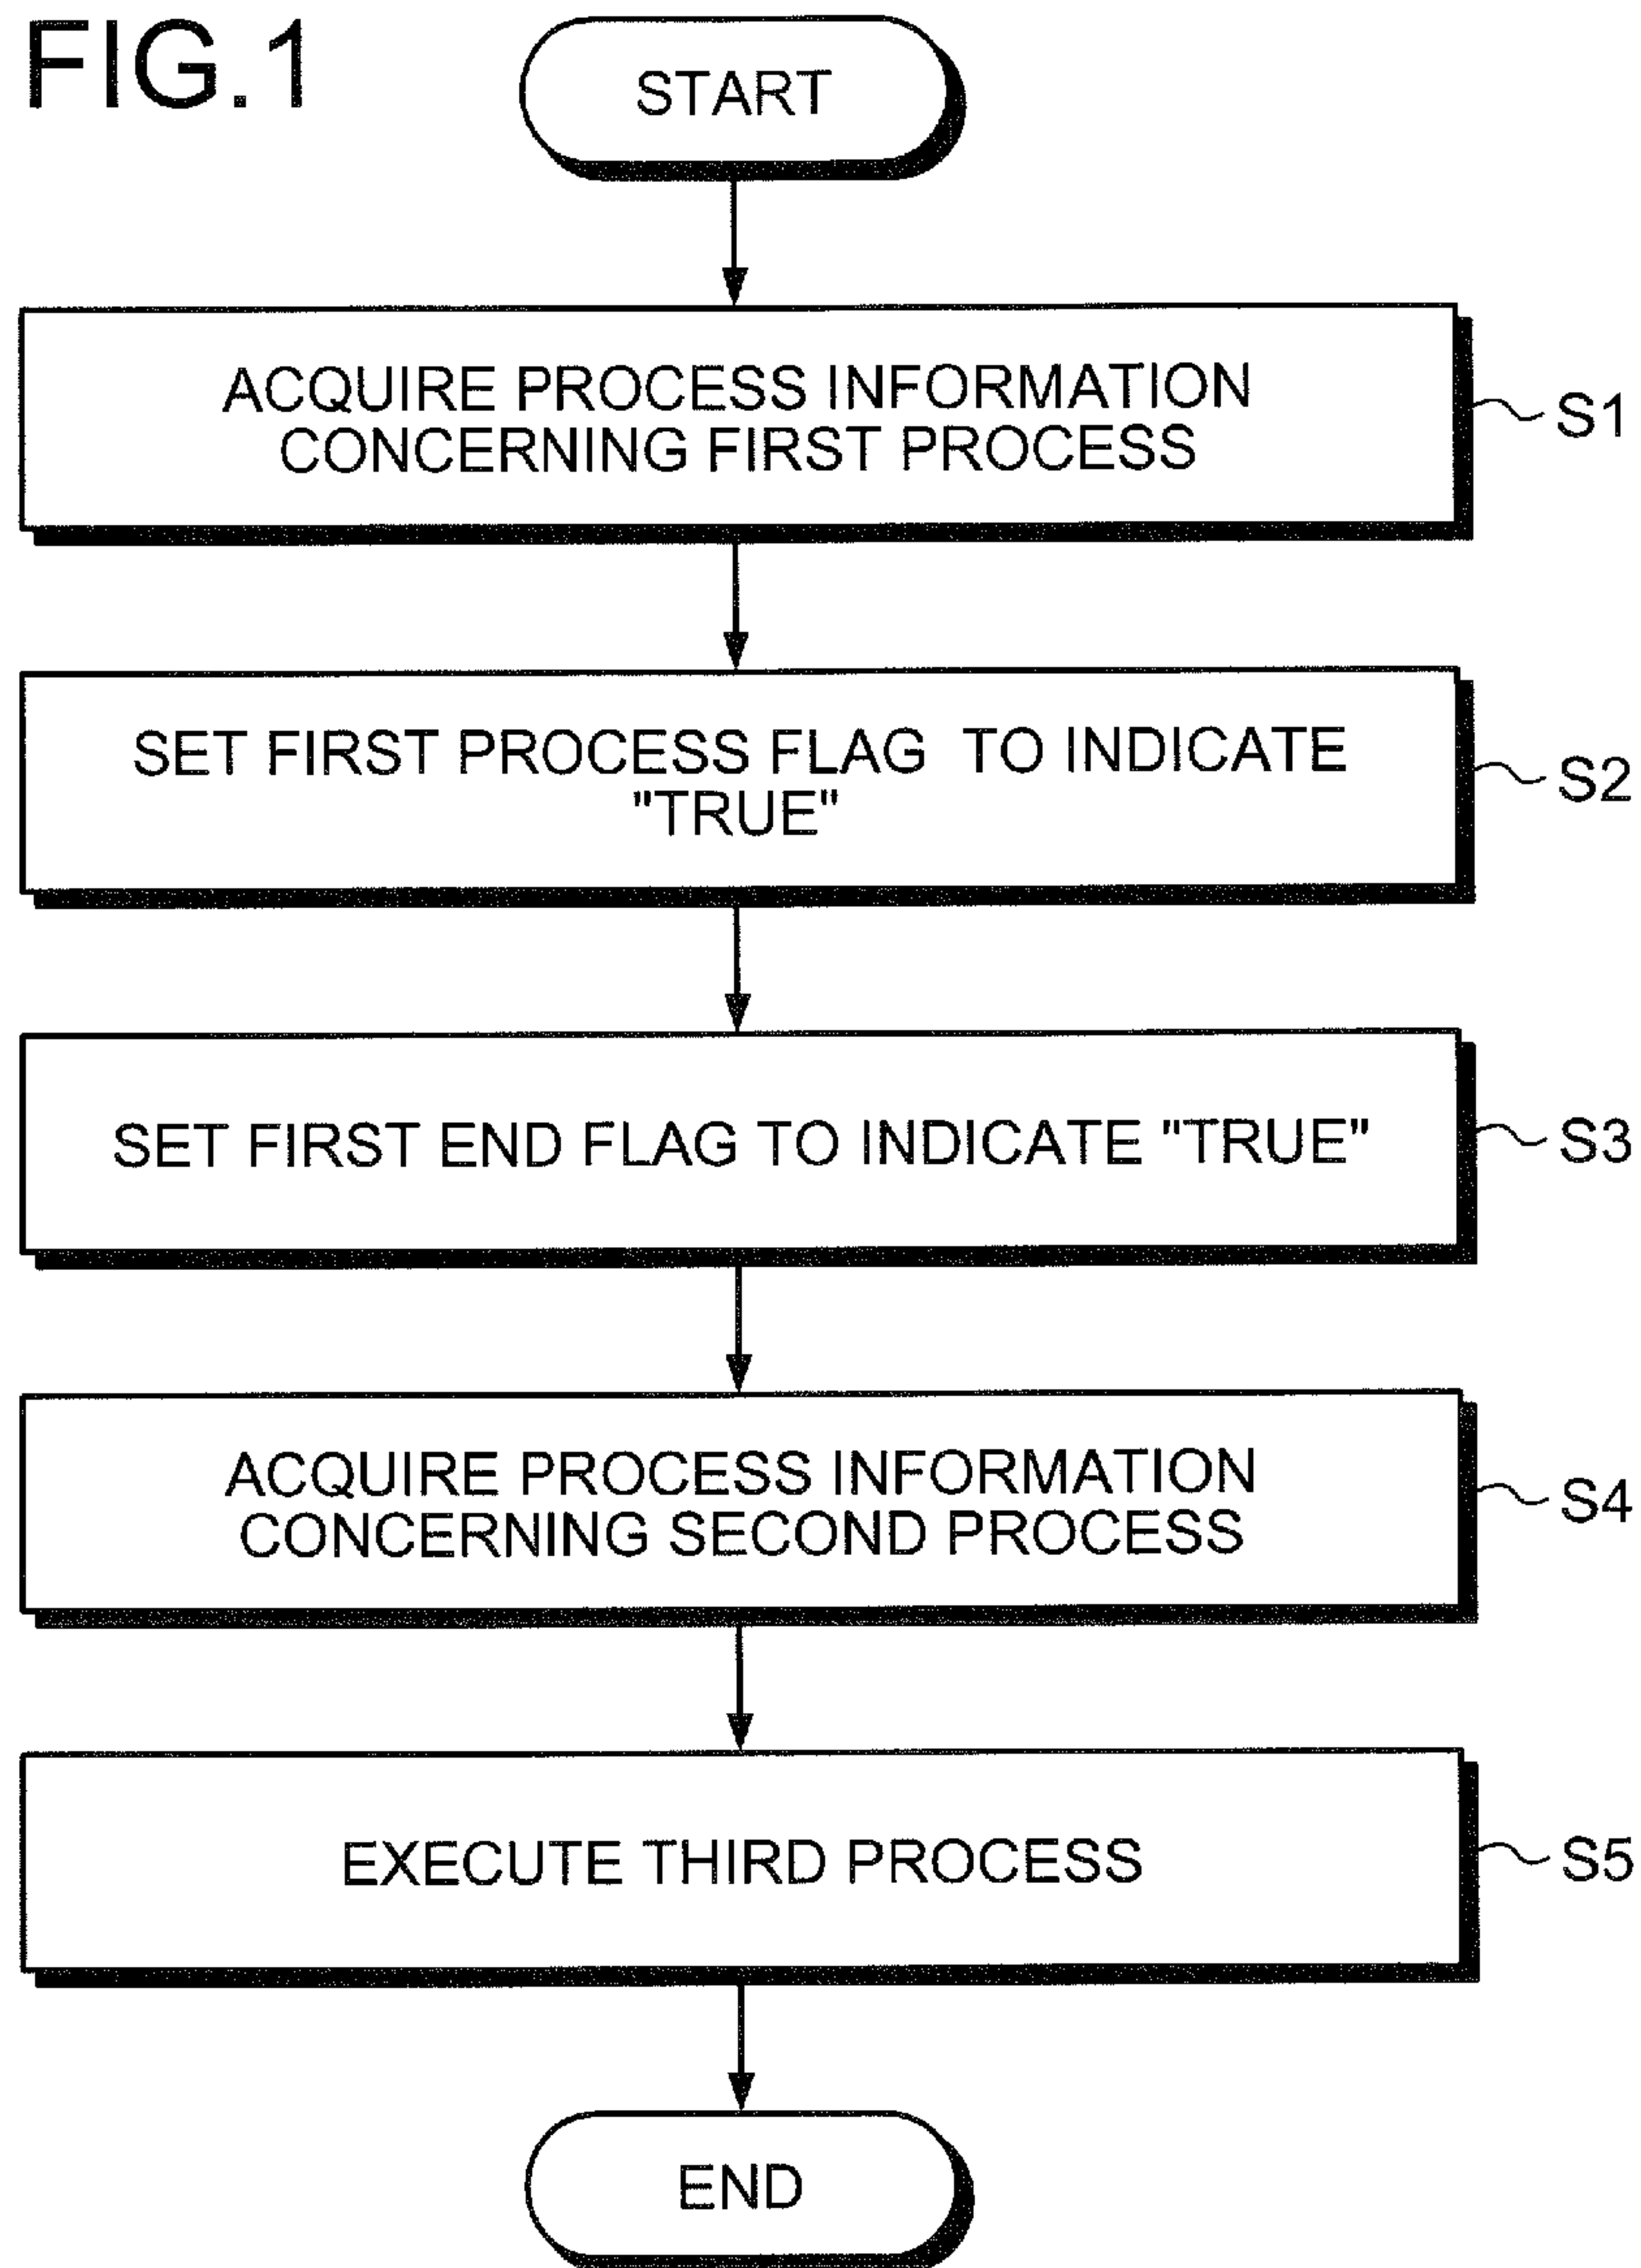 FIG.1
START
ACQUIRE PROCESS INFORMATION
CONCERNING FIRST PROCESS
S1
SET FIRST PROCESS FLAG TO INDICATE
"TRUE"
S2
SET FIRST END FLAG TO INDICATE "TRUE"
S3
ACQUIRE PROCESS INFORMATION
CONCERNING SECOND PROCESS
S4
EXECUTE THIRD PROCESS
S5
END